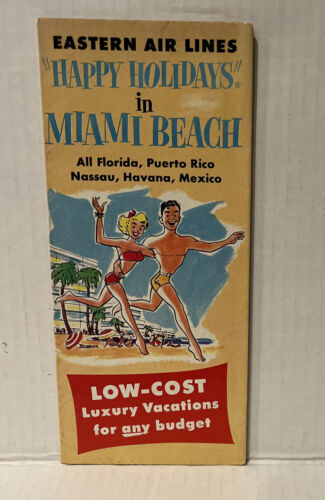 EASTERN AIR LINES
"HAPPY HOLIDAYS"®
in
MIAMI BEACH
All Florida, Puerto Rico
Nassau, Havana, Mexico
LOW-COST
Luxury Vacations
for any budget